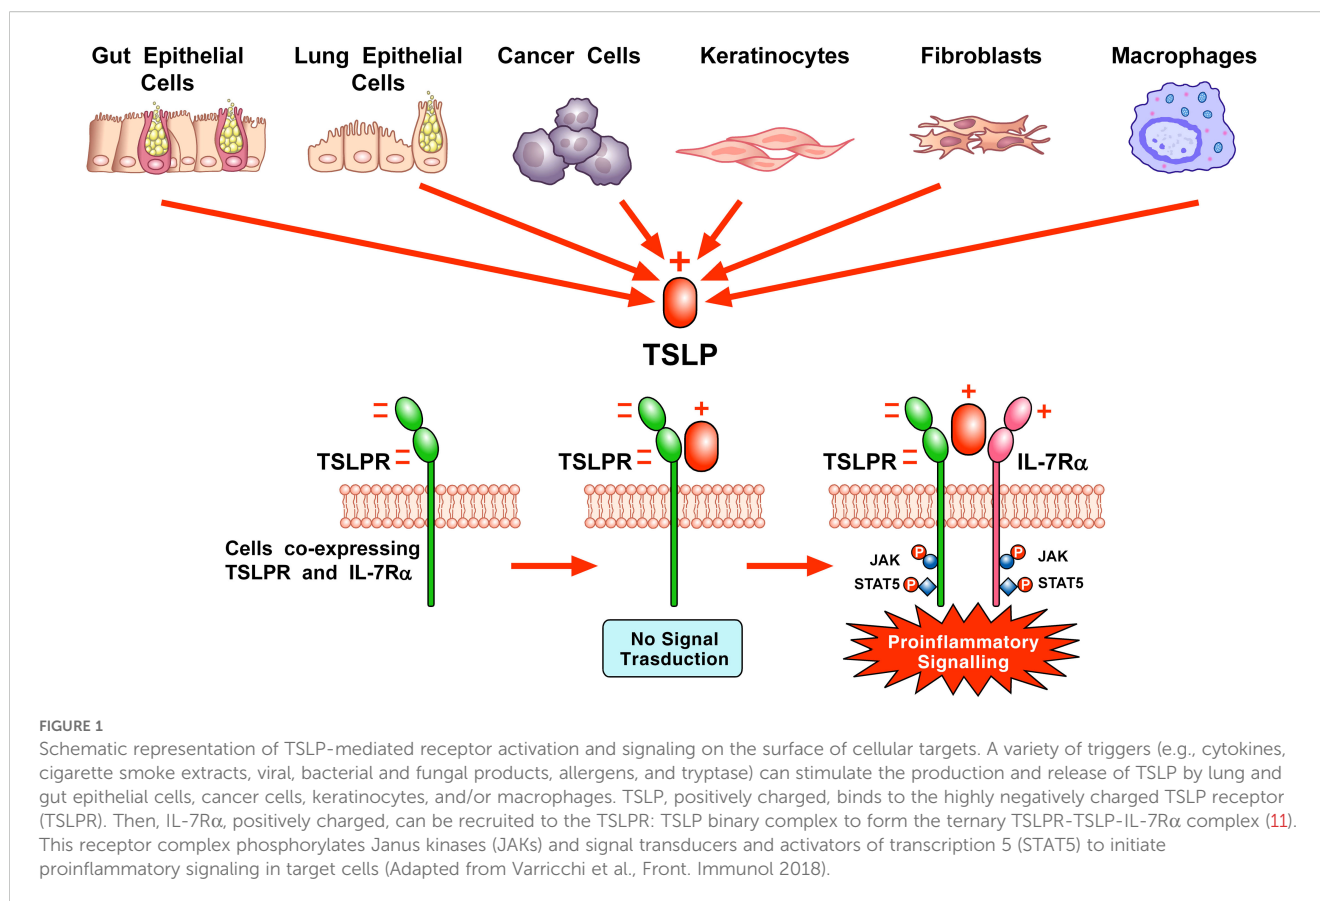 Gut Epithelial Cells
Lung Epithelial Cells
Cancer Cells
Keratinocytes
Fibroblasts
Macrophages
+
TSLP
=
TSLPR =
Cells co-expressing
TSLPR and IL-7Rα
=
+
TSLPR =
No Signal
Trasduction
=
+
+
TSLPR =
IL-7Rα
P
JAK
P
JAK
STAT5 P
P STAT5
Proinflammatory
Signalling
FIGURE 1
Schematic representation of TSLP-mediated receptor activation and signaling on the surface of cellular targets. A variety of triggers (e.g., cytokines,
cigarette smoke extracts, viral, bacterial and fungal products, allergens, and tryptase) can stimulate the production and release of TSLP by lung and
gut epithelial cells, cancer cells, keratinocytes, and/or macrophages. TSLP, positively charged, binds to the highly negatively charged TSLP receptor
(TSLPR). Then, IL-7Rα, positively charged, can be recruited to the TSLPR: TSLP binary complex to form the ternary TSLPR-TSLP-IL-7Rα complex (11).
This receptor complex phosphorylates Janus kinases (JAKs) and signal transducers and activators of transcription 5 (STAT5) to initiate
proinflammatory signaling in target cells (Adapted from Varricchi et al., Front. Immunol 2018).